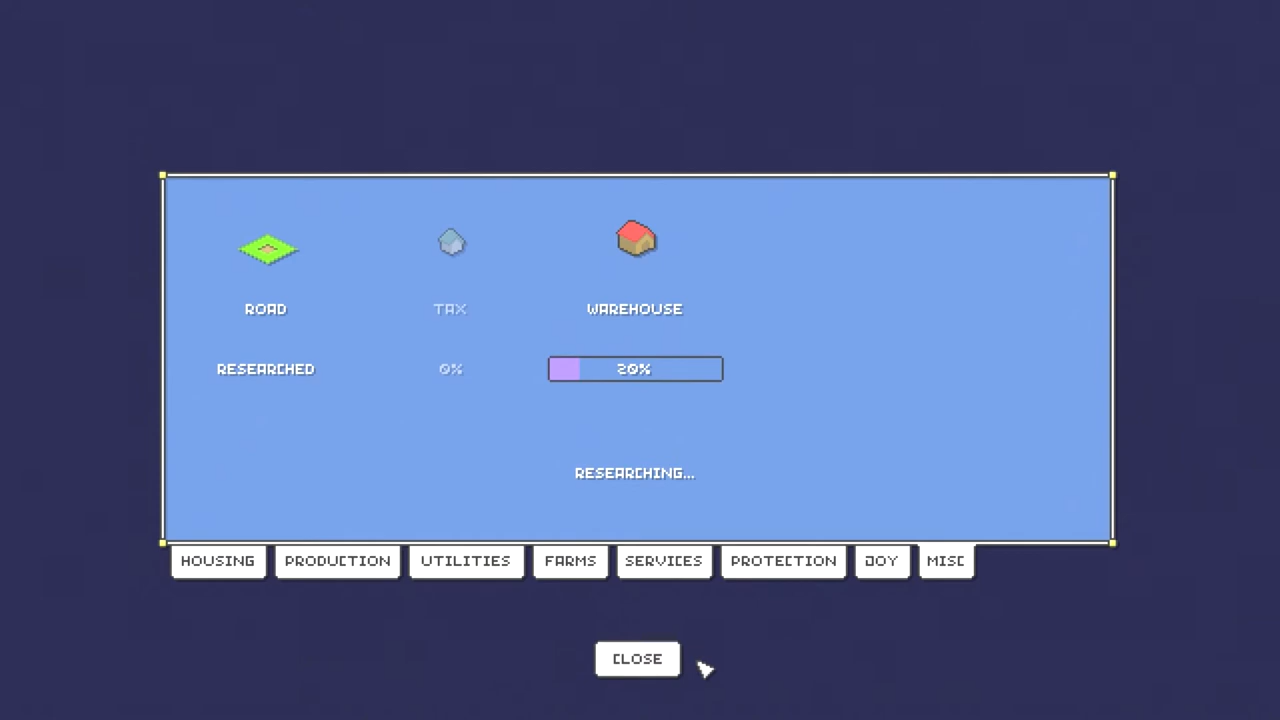 ROAD TAX WAREHOUSE
RESEARCHED 0% 20%
RESEARCHING...
HOUSING PRODUCTION UTILITIES FARMS SERVICES PROTECTION JOY MISC
CLOSE